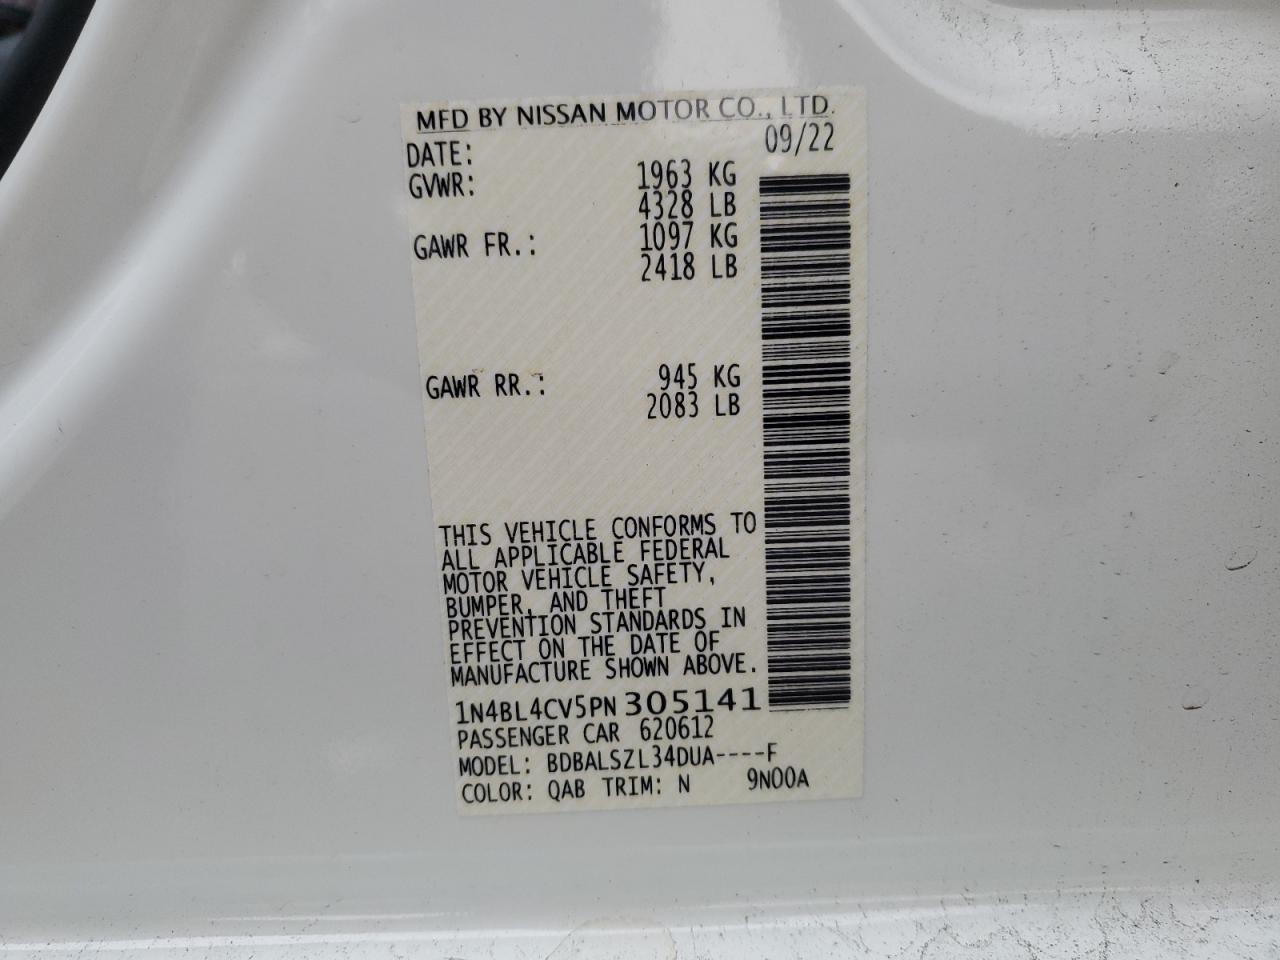 MFD BY NISSAN MOTOR CO., LTD.
DATE: 09/22
GVWR: 1963 KG
4328 LB
GAWR FR.: 1097 KG
2418 LB
GAWR RR.: 945 KG
2083 LB
THIS VEHICLE CONFORMS TO
ALL APPLICABLE FEDERAL
MOTOR VEHICLE SAFETY,
BUMPER, AND THEFT
PREVENTION STANDARDS IN
EFFECT ON THE DATE OF
MANUFACTURE SHOWN ABOVE.
1N4BL4CV5PN305141
PASSENGER CAR 620612
MODEL: BDBALSZL34DUA----F
COLOR: QAB TRIM: N 9N00A